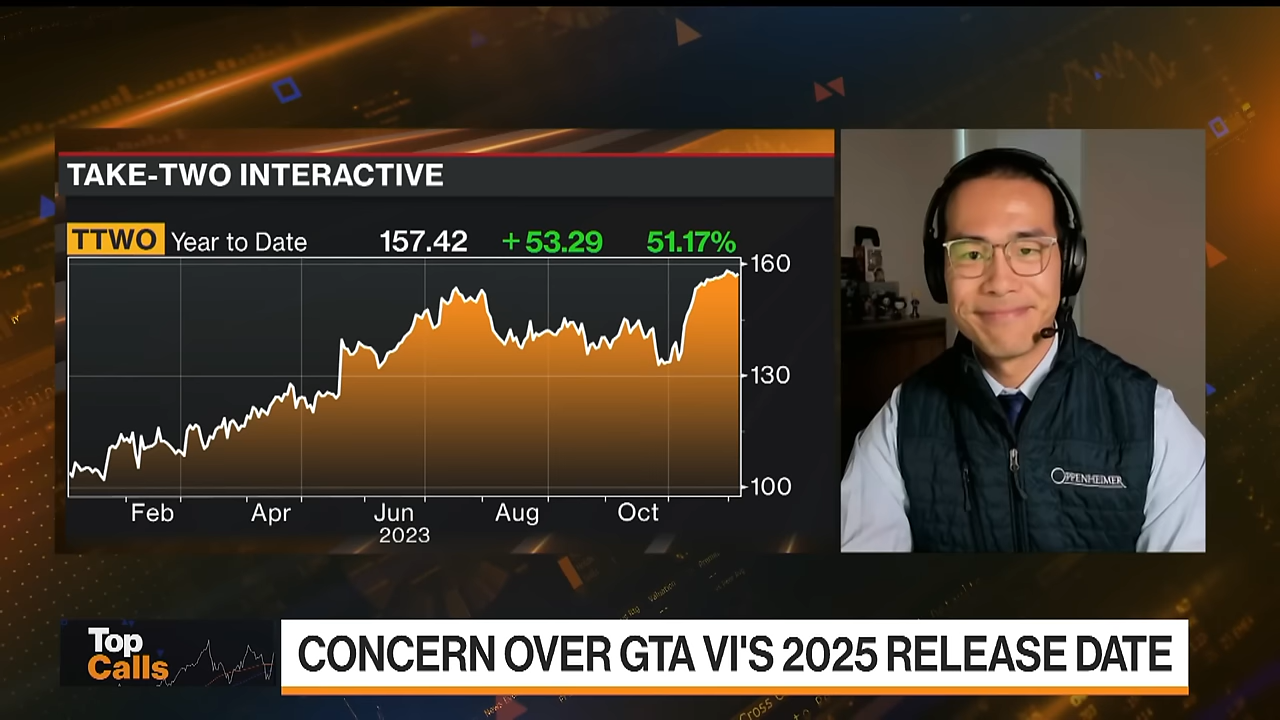 TAKE-TWO INTERACTIVE
TTWO Year to Date 157.42 +53.29 51.17%
160
130
100
Feb Apr Jun Aug Oct
2023
OPPENHEIMER
Top
Calls
CONCERN OVER GTA VI'S 2025 RELEASE DATE